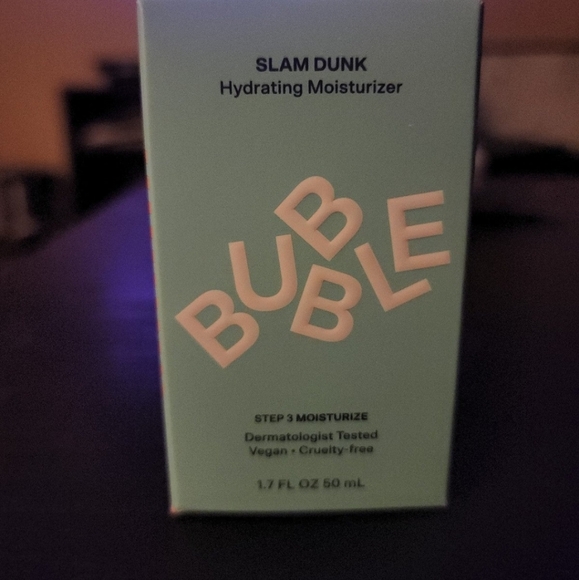 SLAM DUNK
Hydrating Moisturizer
BUBBLE
STEP 3 MOISTURIZE
Dermatologist Tested
Vegan • Cruelty-free
1.7 FL OZ 50 mL